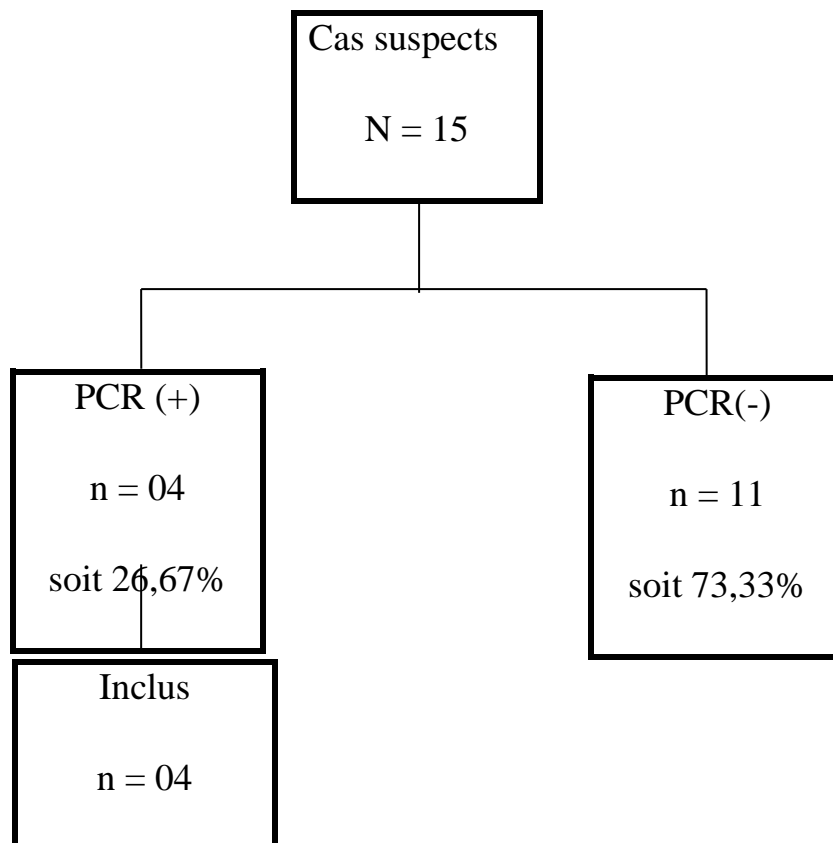 Cas suspects
N = 15
PCR (+)
n = 04
soit 26,67%
PCR(-)
n = 11
soit 73,33%
Inclus
n = 04